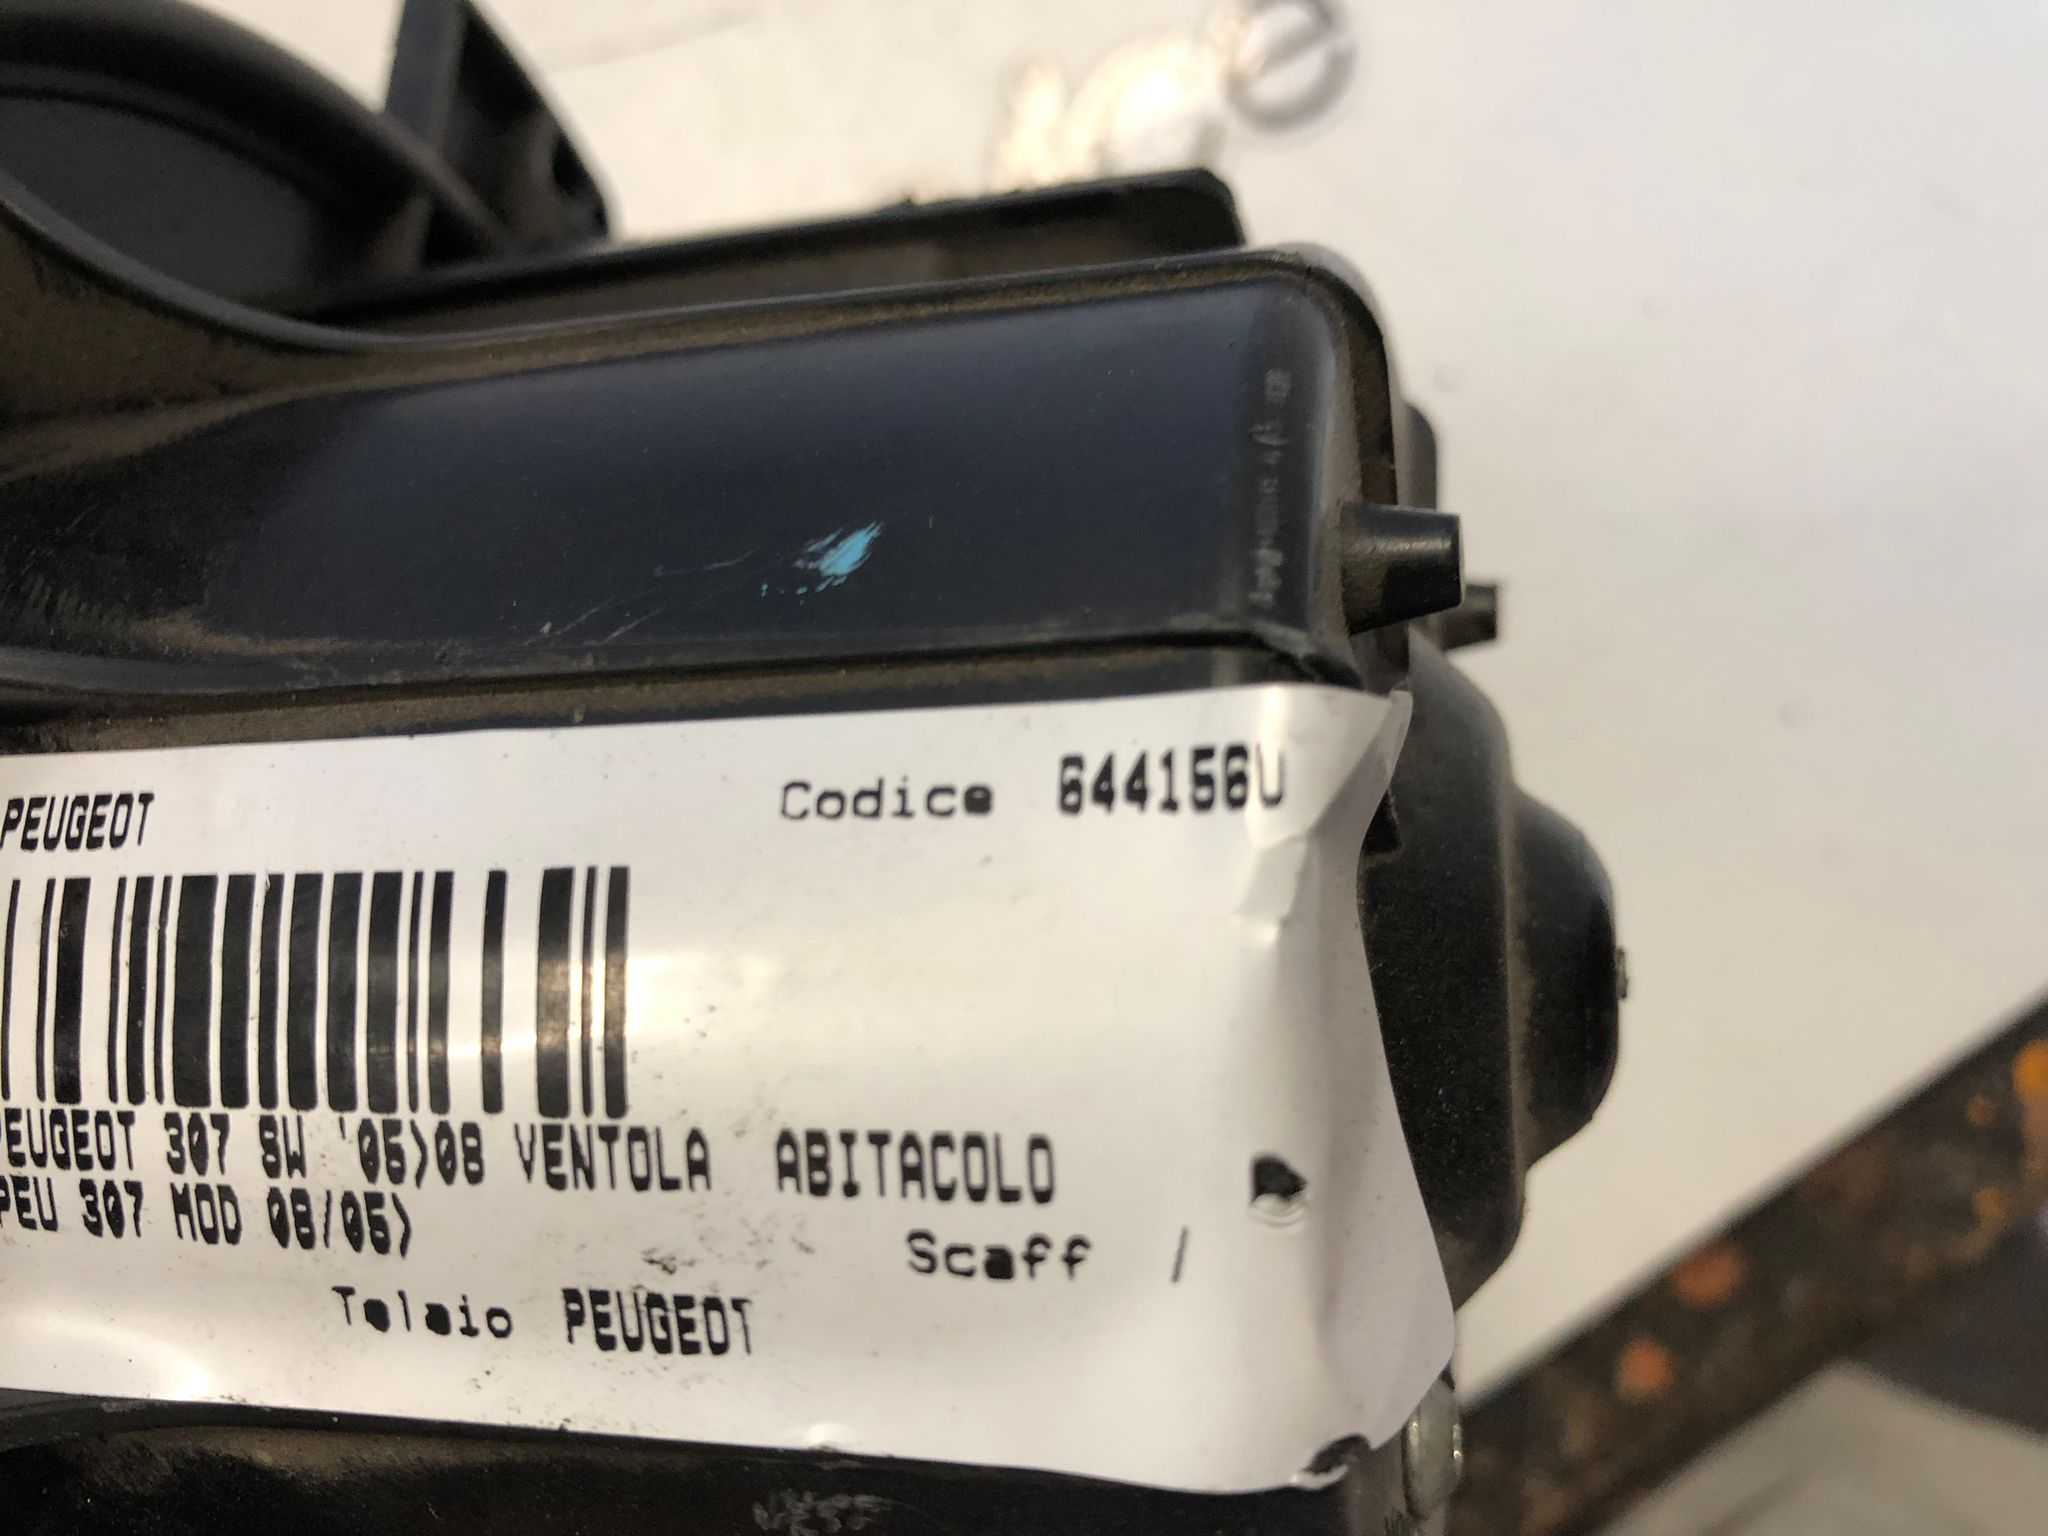 PEUGEOT
Codice 644156U
PEUGEOT 307 SW '05>08 VENTOLA ABITACOLO
PEU 307 MOD 08/05>
Scaff /
Telaio PEUGEOT